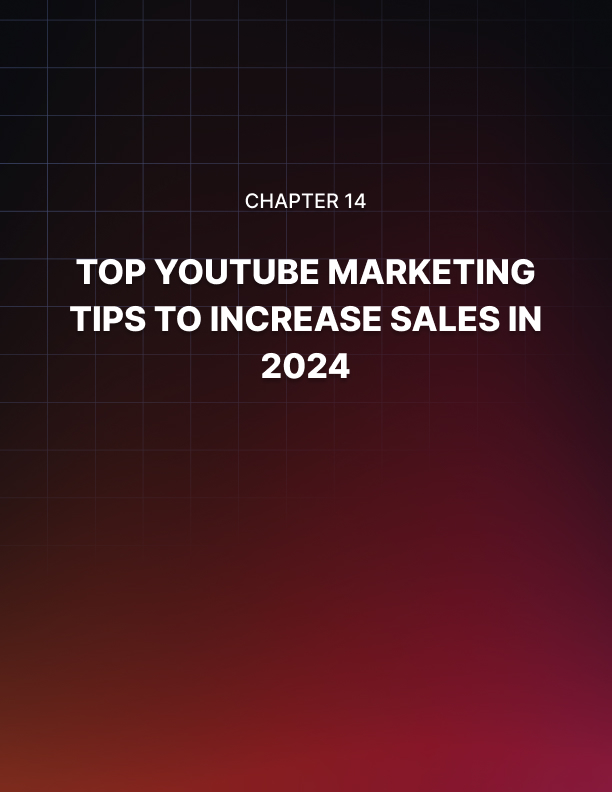 CHAPTER 14
TOP YOUTUBE MARKETING
TIPS TO INCREASE SALES IN
2024